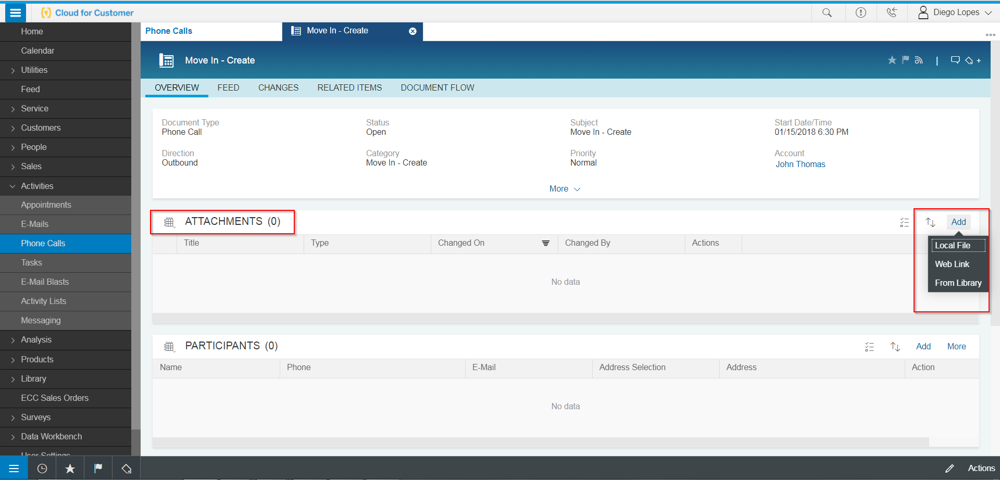 Cloud for Customer
Diego Lopes
Home
Calendar
Utilities
Feed
Service
Customers
People
Sales
Activities
Appointments
E-Mails
Phone Calls
Tasks
E-Mail Blasts
Activity Lists
Messaging
Analysis
Products
Library
ECC Sales Orders
Surveys
Data Workbench
User Settings
Phone Calls
Move In - Create
Move In - Create
OVERVIEW FEED CHANGES RELATED ITEMS DOCUMENT FLOW
Document Type Status Subject Start Date/Time
Phone Call Open Move In - Create 01/15/2018 6:30 PM
Direction Category Priority Account
Outbound Move In - Create Normal John Thomas
More
ATTACHMENTS (0)
Add
Local File
Web Link
From Library
Title Type Changed On Changed By Actions
No data
PARTICIPANTS (0)
Add More
Name Phone E-Mail Address Selection Address Action
No data
Actions